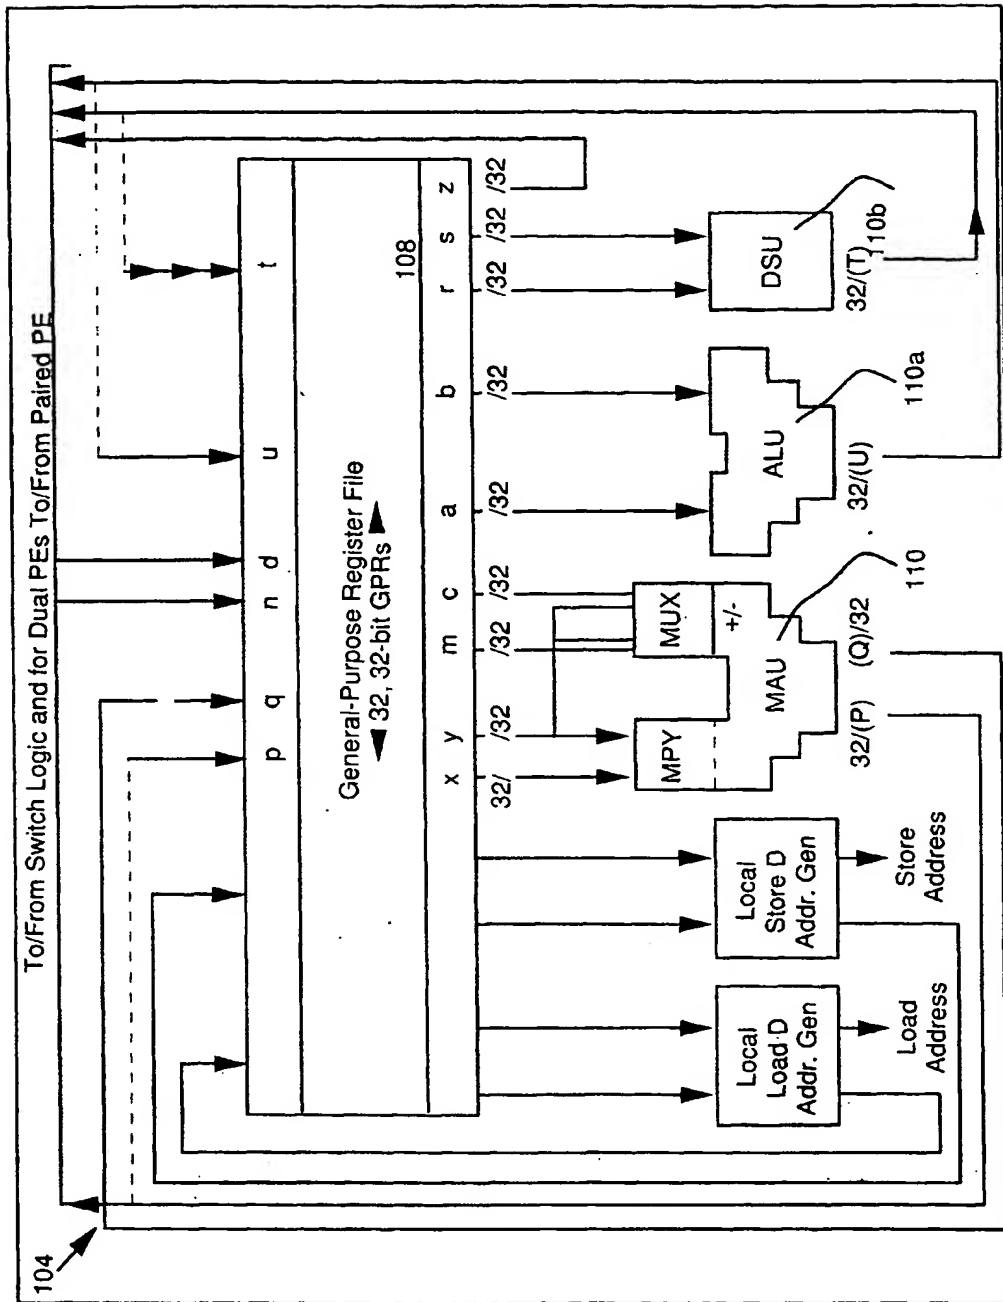 104
To/From Switch Logic and for Dual PEs To/From Paired PE
p q n d u t
General-Purpose Register File
32, 32-bit GPRs
108
x y m c a b r s z
32/ /32 /32 /32 /32 /32 /32 /32 /32
Local
Load D
Addr. Gen
Local
Store D
Addr. Gen
MPY
MUX
+/-
MAU
ALU
DSU
Load
Address
Store
Address
32/(P)
(Q)/32
110
32/(U)
110a
32/(T)
110b